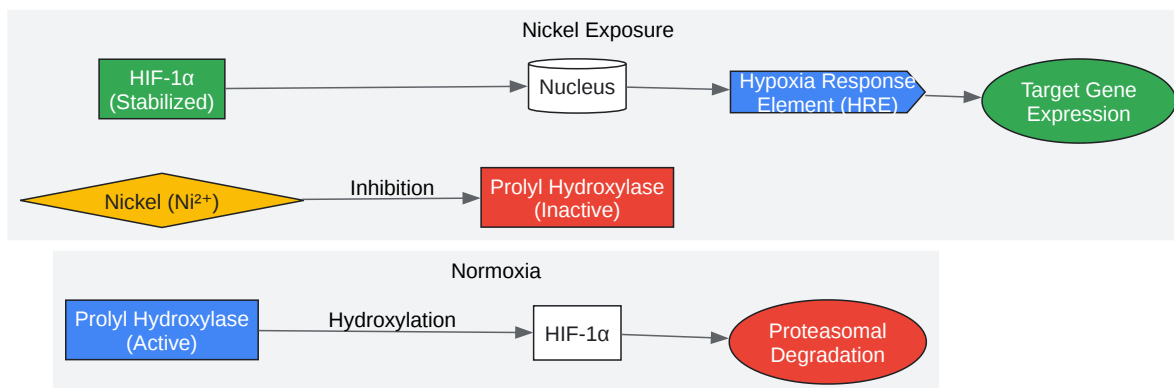 Nickel Exposure
HIF-1α
(Stabilized)
Nucleus
Hypoxia Response
Element (HRE)
Target Gene
Expression
Nickel (Ni²⁺)
Inhibition
Prolyl Hydroxylase
(Inactive)
Normoxia
Prolyl Hydroxylase
(Active)
Hydroxylation
HIF-1α
Proteasomal
Degradation